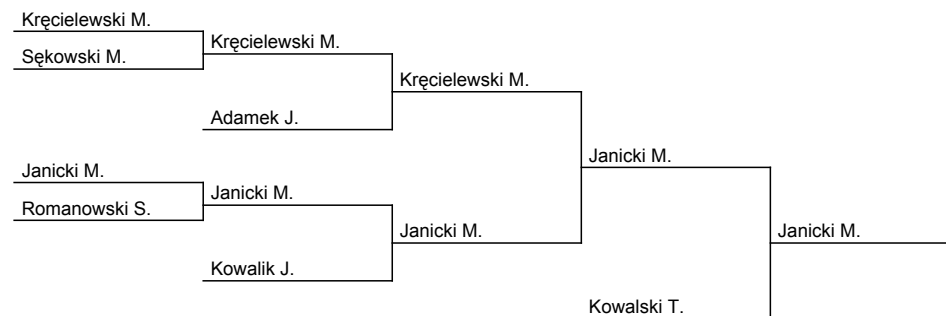 Kręcielewski M.
Sękowski M.
Kręcielewski M.
Adamek J.
Kręcielewski M.
Janicki M.
Romanowski S.
Janicki M.
Kowalik J.
Janicki M.
Janicki M.
Kowalski T.
Janicki M.